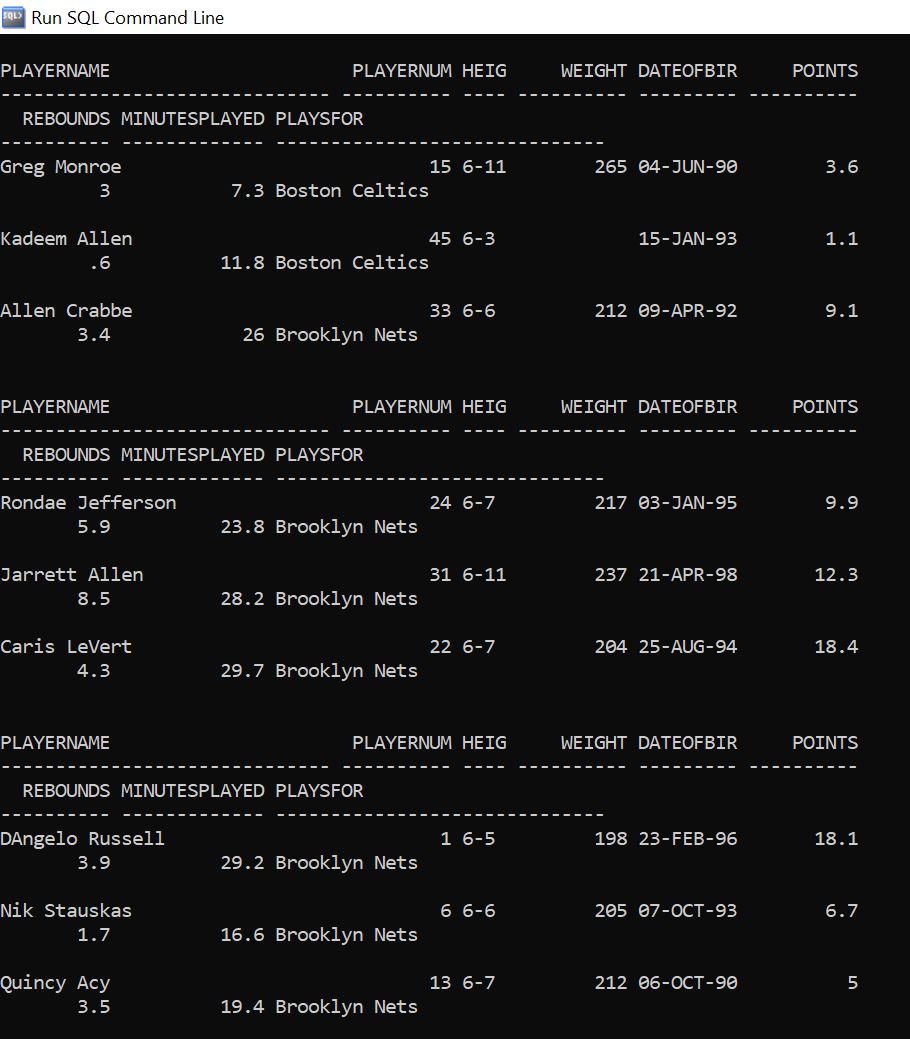 SQL> Run SQL Command Line
PLAYERNAME                      PLAYERNUM HEIG     WEIGHT DATEOFBIR     POINTS
------------------------------ ---------- ---- ---------- --------- ----------
  REBOUNDS MINUTESPLAYED PLAYSFOR
---------- ------------- ------------------------------
Greg Monroe                            15 6-11        265 04-JUN-90        3.6
         3           7.3 Boston Celtics
Kadeem Allen                           45 6-3             15-JAN-93        1.1
        .6          11.8 Boston Celtics
Allen Crabbe                           33 6-6         212 09-APR-92        9.1
       3.4            26 Brooklyn Nets
PLAYERNAME                      PLAYERNUM HEIG     WEIGHT DATEOFBIR     POINTS
------------------------------ ---------- ---- ---------- --------- ----------
  REBOUNDS MINUTESPLAYED PLAYSFOR
---------- ------------- ------------------------------
Rondae Jefferson                       24 6-7         217 03-JAN-95        9.9
       5.9          23.8 Brooklyn Nets
Jarrett Allen                          31 6-11        237 21-APR-98       12.3
       8.5          28.2 Brooklyn Nets
Caris LeVert                           22 6-7         204 25-AUG-94       18.4
       4.3          29.7 Brooklyn Nets
PLAYERNAME                      PLAYERNUM HEIG     WEIGHT DATEOFBIR     POINTS
------------------------------ ---------- ---- ---------- --------- ----------
  REBOUNDS MINUTESPLAYED PLAYSFOR
---------- ------------- ------------------------------
DAngelo Russell                         1 6-5         198 23-FEB-96       18.1
       3.9          29.2 Brooklyn Nets
Nik Stauskas                            6 6-6         205 07-OCT-93        6.7
       1.7          16.6 Brooklyn Nets
Quincy Acy                             13 6-7         212 06-OCT-90          5
       3.5          19.4 Brooklyn Nets